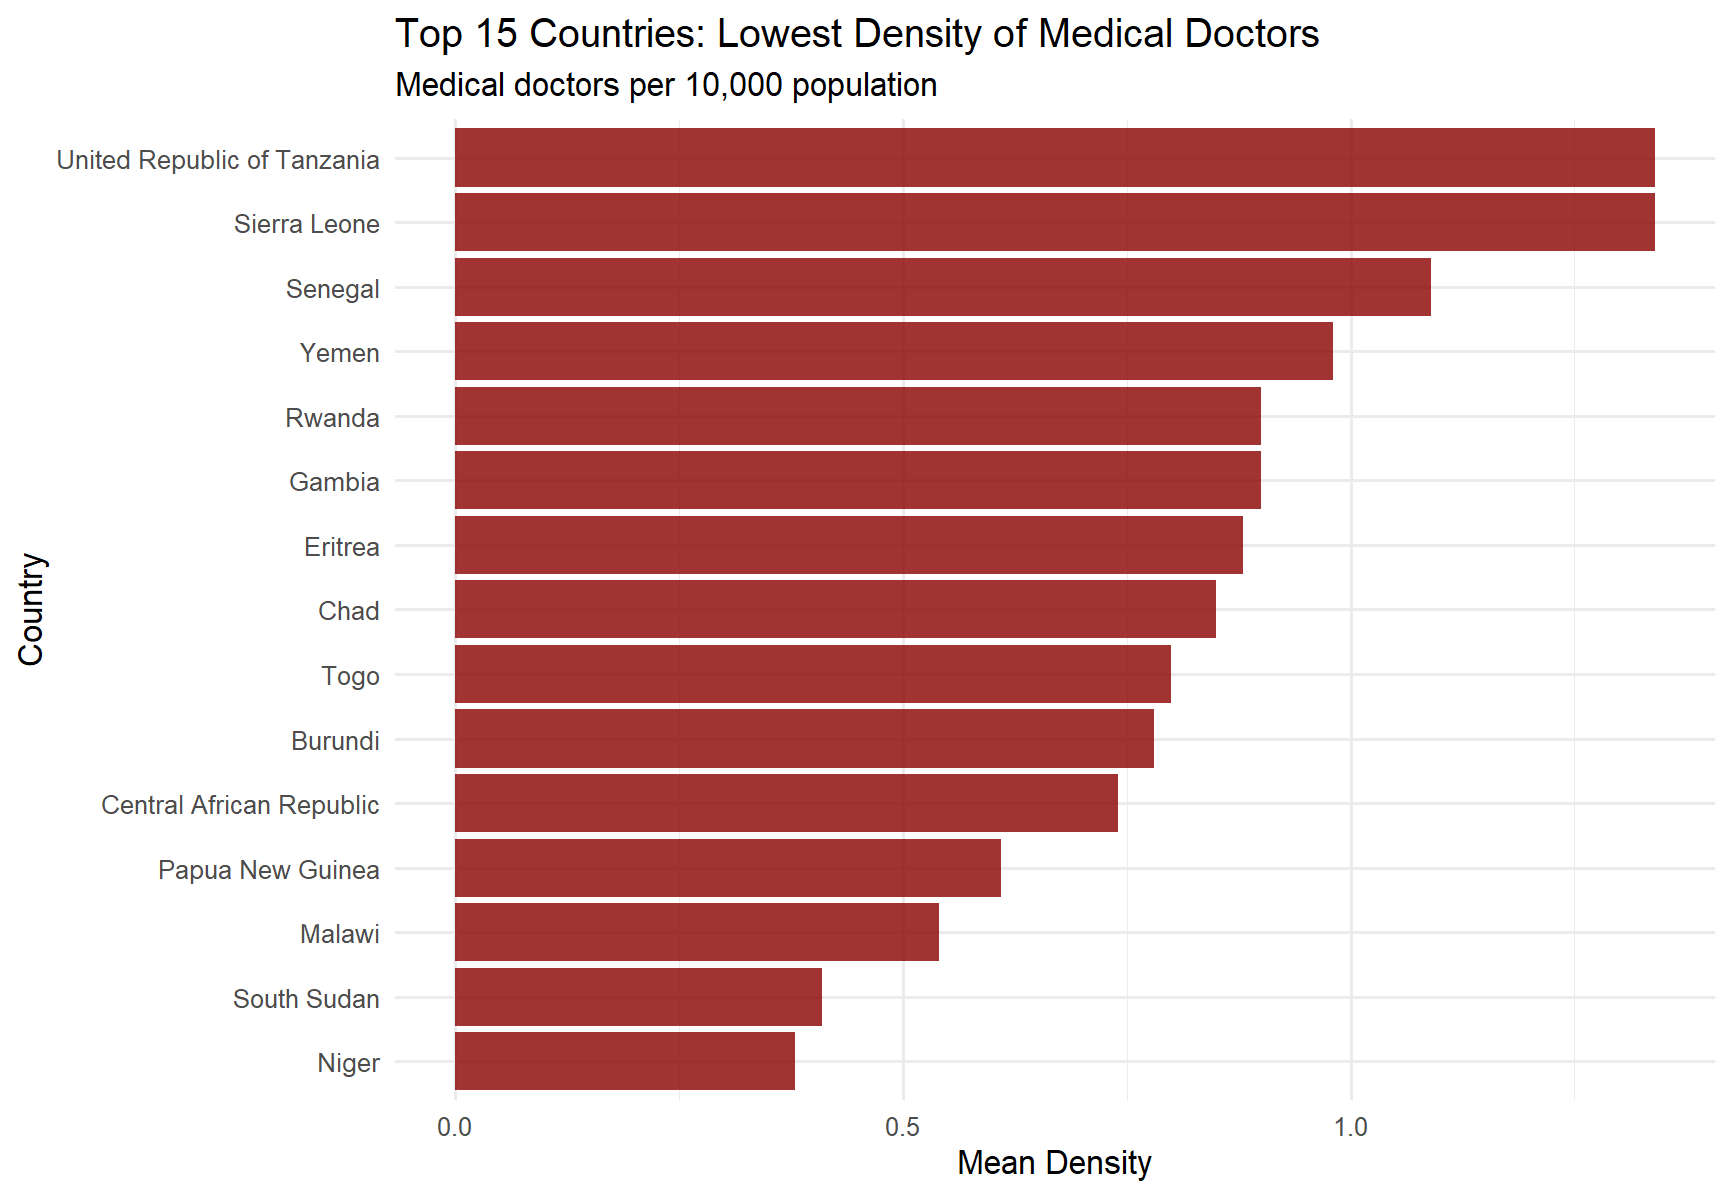 Top 15 Countries: Lowest Density of Medical Doctors
Medical doctors per 10,000 population
United Republic of Tanzania
Sierra Leone
Senegal
Yemen
Rwanda
Gambia
Eritrea
Chad
Togo
Burundi
Central African Republic
Papua New Guinea
Malawi
South Sudan
Niger
Country
0.0 0.5 1.0
Mean Density